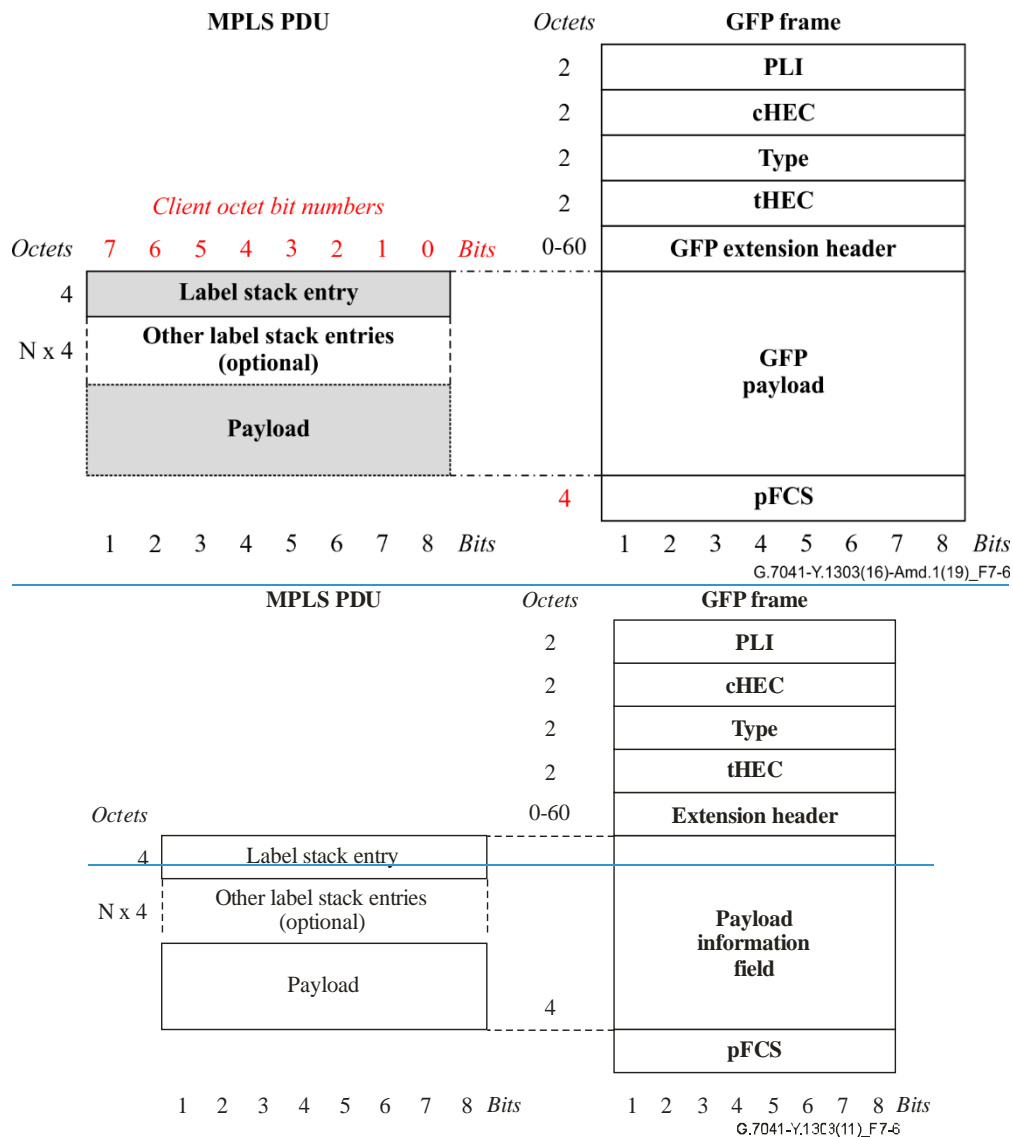 MPLS PDU Octets GFP frame
2 PLI
2 cHEC
2 Type
Client octet bit numbers 2 tHEC
Octets 7 6 5 4 3 2 1 0 Bits 0-60 GFP extension header
4 Label stack entry
N x 4 Other label stack entries
(optional)
GFP
payload
Payload
4 pFCS
1 2 3 4 5 6 7 8 Bits 1 2 3 4 5 6 7 8 Bits
G.7041-Y.1303(16)-Amd.1(19)_F7-6
MPLS PDU Octets GFP frame
2 PLI
2 cHEC
2 Type
2 tHEC
Octets 0-60 Extension header
4 Label stack entry
N x 4 Other label stack entries
(optional)
Payload
information
field
Payload
4
pFCS
1 2 3 4 5 6 7 8 Bits 1 2 3 4 5 6 7 8 Bits
G.7041-Y.1303(11)_F7-6